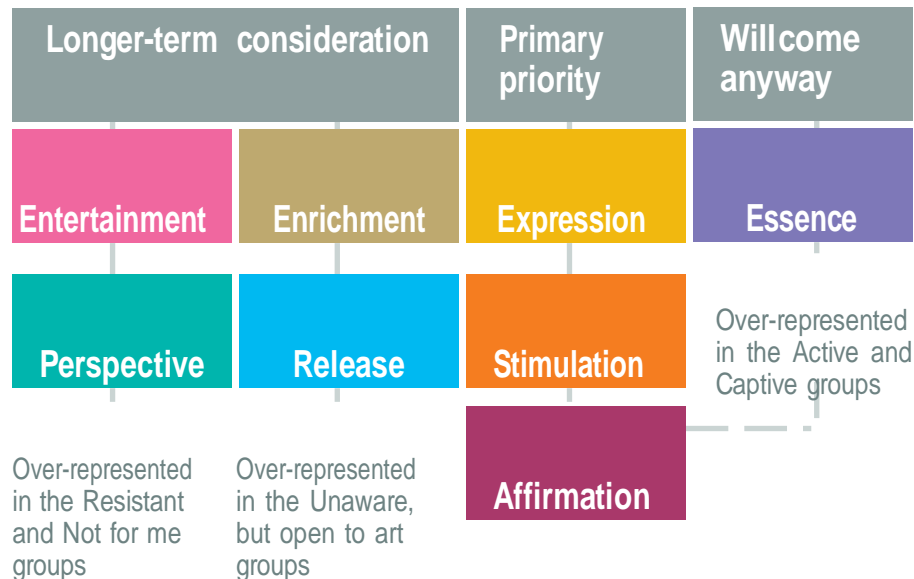 Longer-term consideration
Primary
priority
Will come
anyway
Entertainment
Enrichment
Expression
Essence
Perspective
Release
Stimulation
Over-represented
in the Active and
Captive groups
Affirmation
Over-represented
in the Resistant
and Not for me
groups
Over-represented
in the Unaware,
but open to art
groups